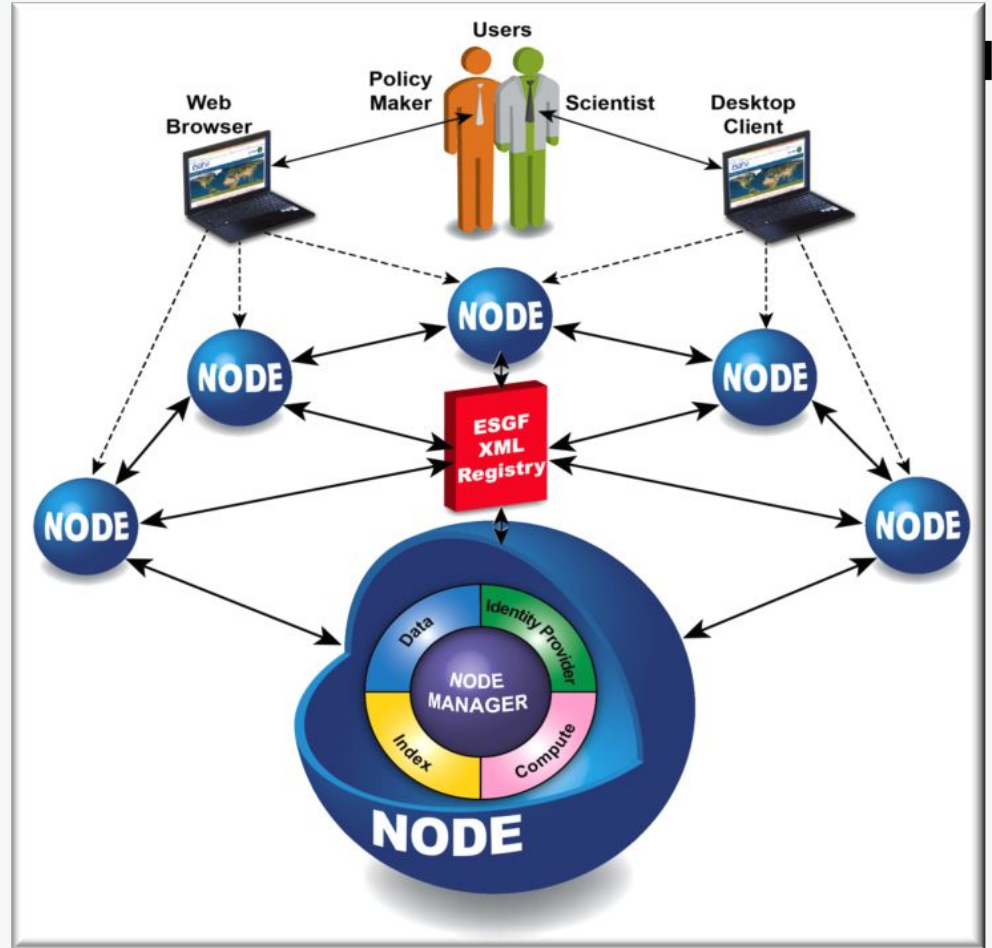 Users
Policy
Maker
Scientist
Web
Browser
Desktop
Client
NODE
NODE
NODE
ESGF
XML
Registry
NODE
NODE
Data
Identity Provider
NODE
MANAGER
Index
Compute
NODE